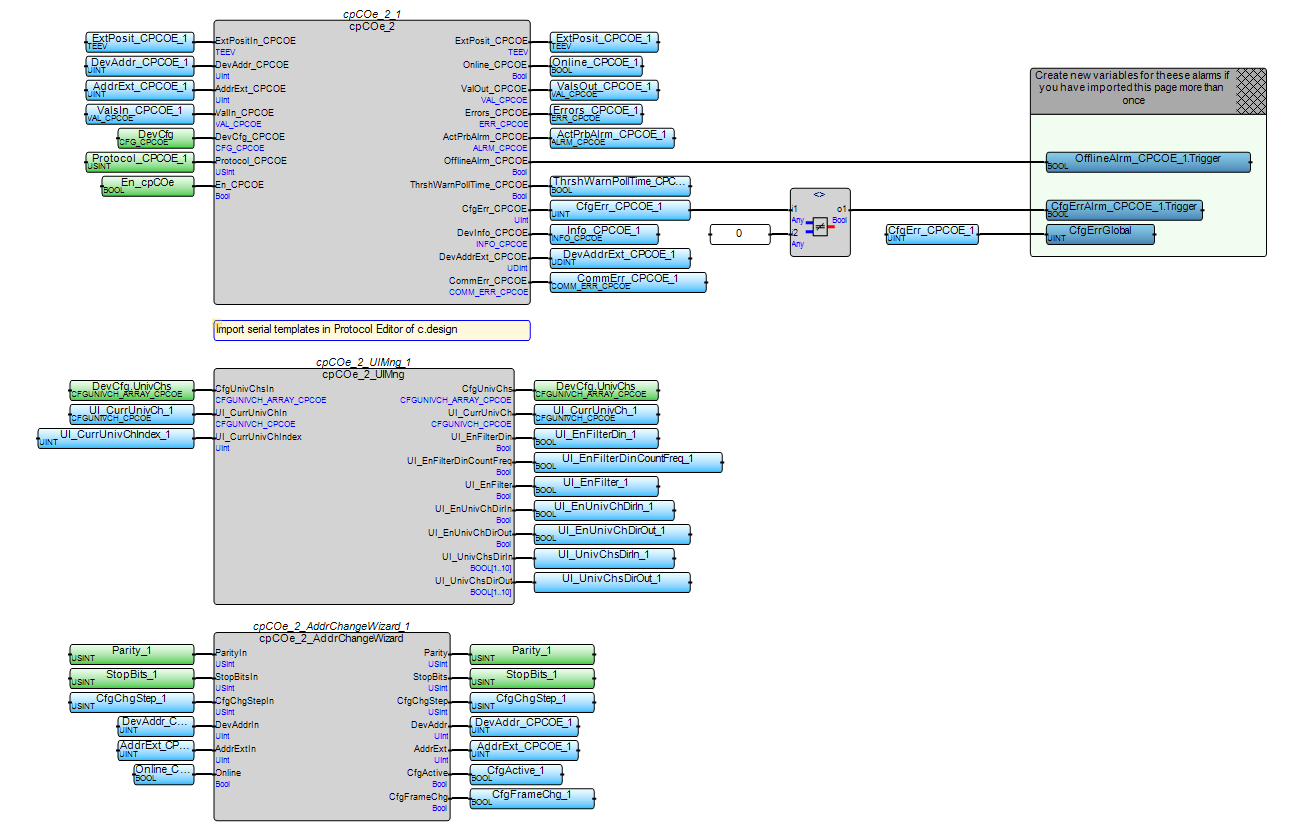 cpCOe_2_1
cpCOe_2
ExtPosit_CPCOE_1
TEEV
ExtPositIn_CPCOE
TEEV
ExtPosit_CPCOE
TEEV
ExtPosit_CPCOE_1
TEEV
DevAddr_CPCOE_1
UINT
DevAddr_CPCOE
UInt
Online_CPCOE
Bool
Online_CPCOE_1
BOOL
AddrExt_CPCOE_1
UINT
AddrExt_CPCOE
UInt
ValOut_CPCOE
VAL_CPCOE
ValsOut_CPCOE_1
VAL_CPCOE
ValsIn_CPCOE_1
VAL_CPCOE
ValIn_CPCOE
VAL_CPCOE
Errors_CPCOE
ERR_CPCOE
Errors_CPCOE_1
ERR_CPCOE
DevCfg
CFG_CPCOE
DevCfg_CPCOE
CFG_CPCOE
ActPrbAlrm_CPCOE
ALRM_CPCOE
ActPrbAlrm_CPCOE_1
ALRM_CPCOE
Protocol_CPCOE_1
USINT
Protocol_CPCOE
USint
OfflineAlrm_CPCOE
Bool
En_cpCOe
BOOL
En_CPCOE
Bool
ThrshWarnPollTime_CPCOE
Bool
ThrshWarnPollTime_CPC...
BOOL
CfgErr_CPCOE
UInt
CfgErr_CPCOE_1
UINT
DevInfo_CPCOE
INFO_CPCOE
Info_CPCOE_1
INFO_CPCOE
DevAddrExt_CPCOE
UDInt
DevAddrExt_CPCOE_1
UDINT
CommErr_CPCOE
COMM_ERR_CPCOE
CommErr_CPCOE_1
COMM_ERR_CPCOE
0
<>
i1
Any
i2
Any
≠
o1
Bool
CfgErr_CPCOE_1
UINT
Create new variables for theese alarms if
you have imported this page more than
once
OfflineAlrm_CPCOE_1.Trigger
BOOL
CfgErrAlrm_CPCOE_1.Trigger
BOOL
CfgErrGlobal
UINT
Import serial templates in Protocol Editor of c.design
cpCOe_2_UIMng_1
cpCOe_2_UIMng
DevCfg.UnivChs
CFGUNIVCH_ARRAY_CPCOE
CfgUnivChsIn
CFGUNIVCH_ARRAY_CPCOE
CfgUnivChs
CFGUNIVCH_ARRAY_CPCOE
DevCfg.UnivChs
CFGUNIVCH_ARRAY_CPCOE
UI_CurrUnivCh_1
CFGUNIVCH_CPCOE
UI_CurrUnivChIn
CFGUNIVCH_CPCOE
UI_CurrUnivCh
CFGUNIVCH_CPCOE
UI_CurrUnivCh_1
CFGUNIVCH_CPCOE
UI_CurrUnivChIndex_1
UINT
UI_CurrUnivChIndex
UInt
UI_EnFilterDin
Bool
UI_EnFilterDin_1
BOOL
UI_EnFilterDinCountFreq
Bool
UI_EnFilterDinCountFreq_1
BOOL
UI_EnFilter
Bool
UI_EnFilter_1
BOOL
UI_EnUnivChDirIn
Bool
UI_EnUnivChDirIn_1
BOOL
UI_EnUnivChDirOut
Bool
UI_EnUnivChDirOut_1
BOOL
UI_UnivChsDirIn
BOOL[1..10]
UI_UnivChsDirIn_1
UI_UnivChsDirOut
BOOL[1..10]
UI_UnivChsDirOut_1
cpCOe_2_AddrChangeWizard_1
cpCOe_2_AddrChangeWizard
Parity_1
USINT
ParityIn
USint
Parity
USint
Parity_1
USINT
StopBits_1
USINT
StopBitsIn
USint
StopBits
USint
StopBits_1
USINT
CfgChgStep_1
USINT
CfgChgStepIn
USint
CfgChgStep
USint
CfgChgStep_1
USINT
DevAddr_C...
UINT
DevAddrIn
UInt
DevAddr
UInt
DevAddr_CPCOE_1
UINT
AddrExt_CP...
UINT
AddrExtIn
UInt
AddrExt
UInt
AddrExt_CPCOE_1
UINT
Online_C...
BOOL
Online
Bool
CfgActive
Bool
CfgActive_1
BOOL
CfgFrameChg
Bool
CfgFrameChg_1
BOOL